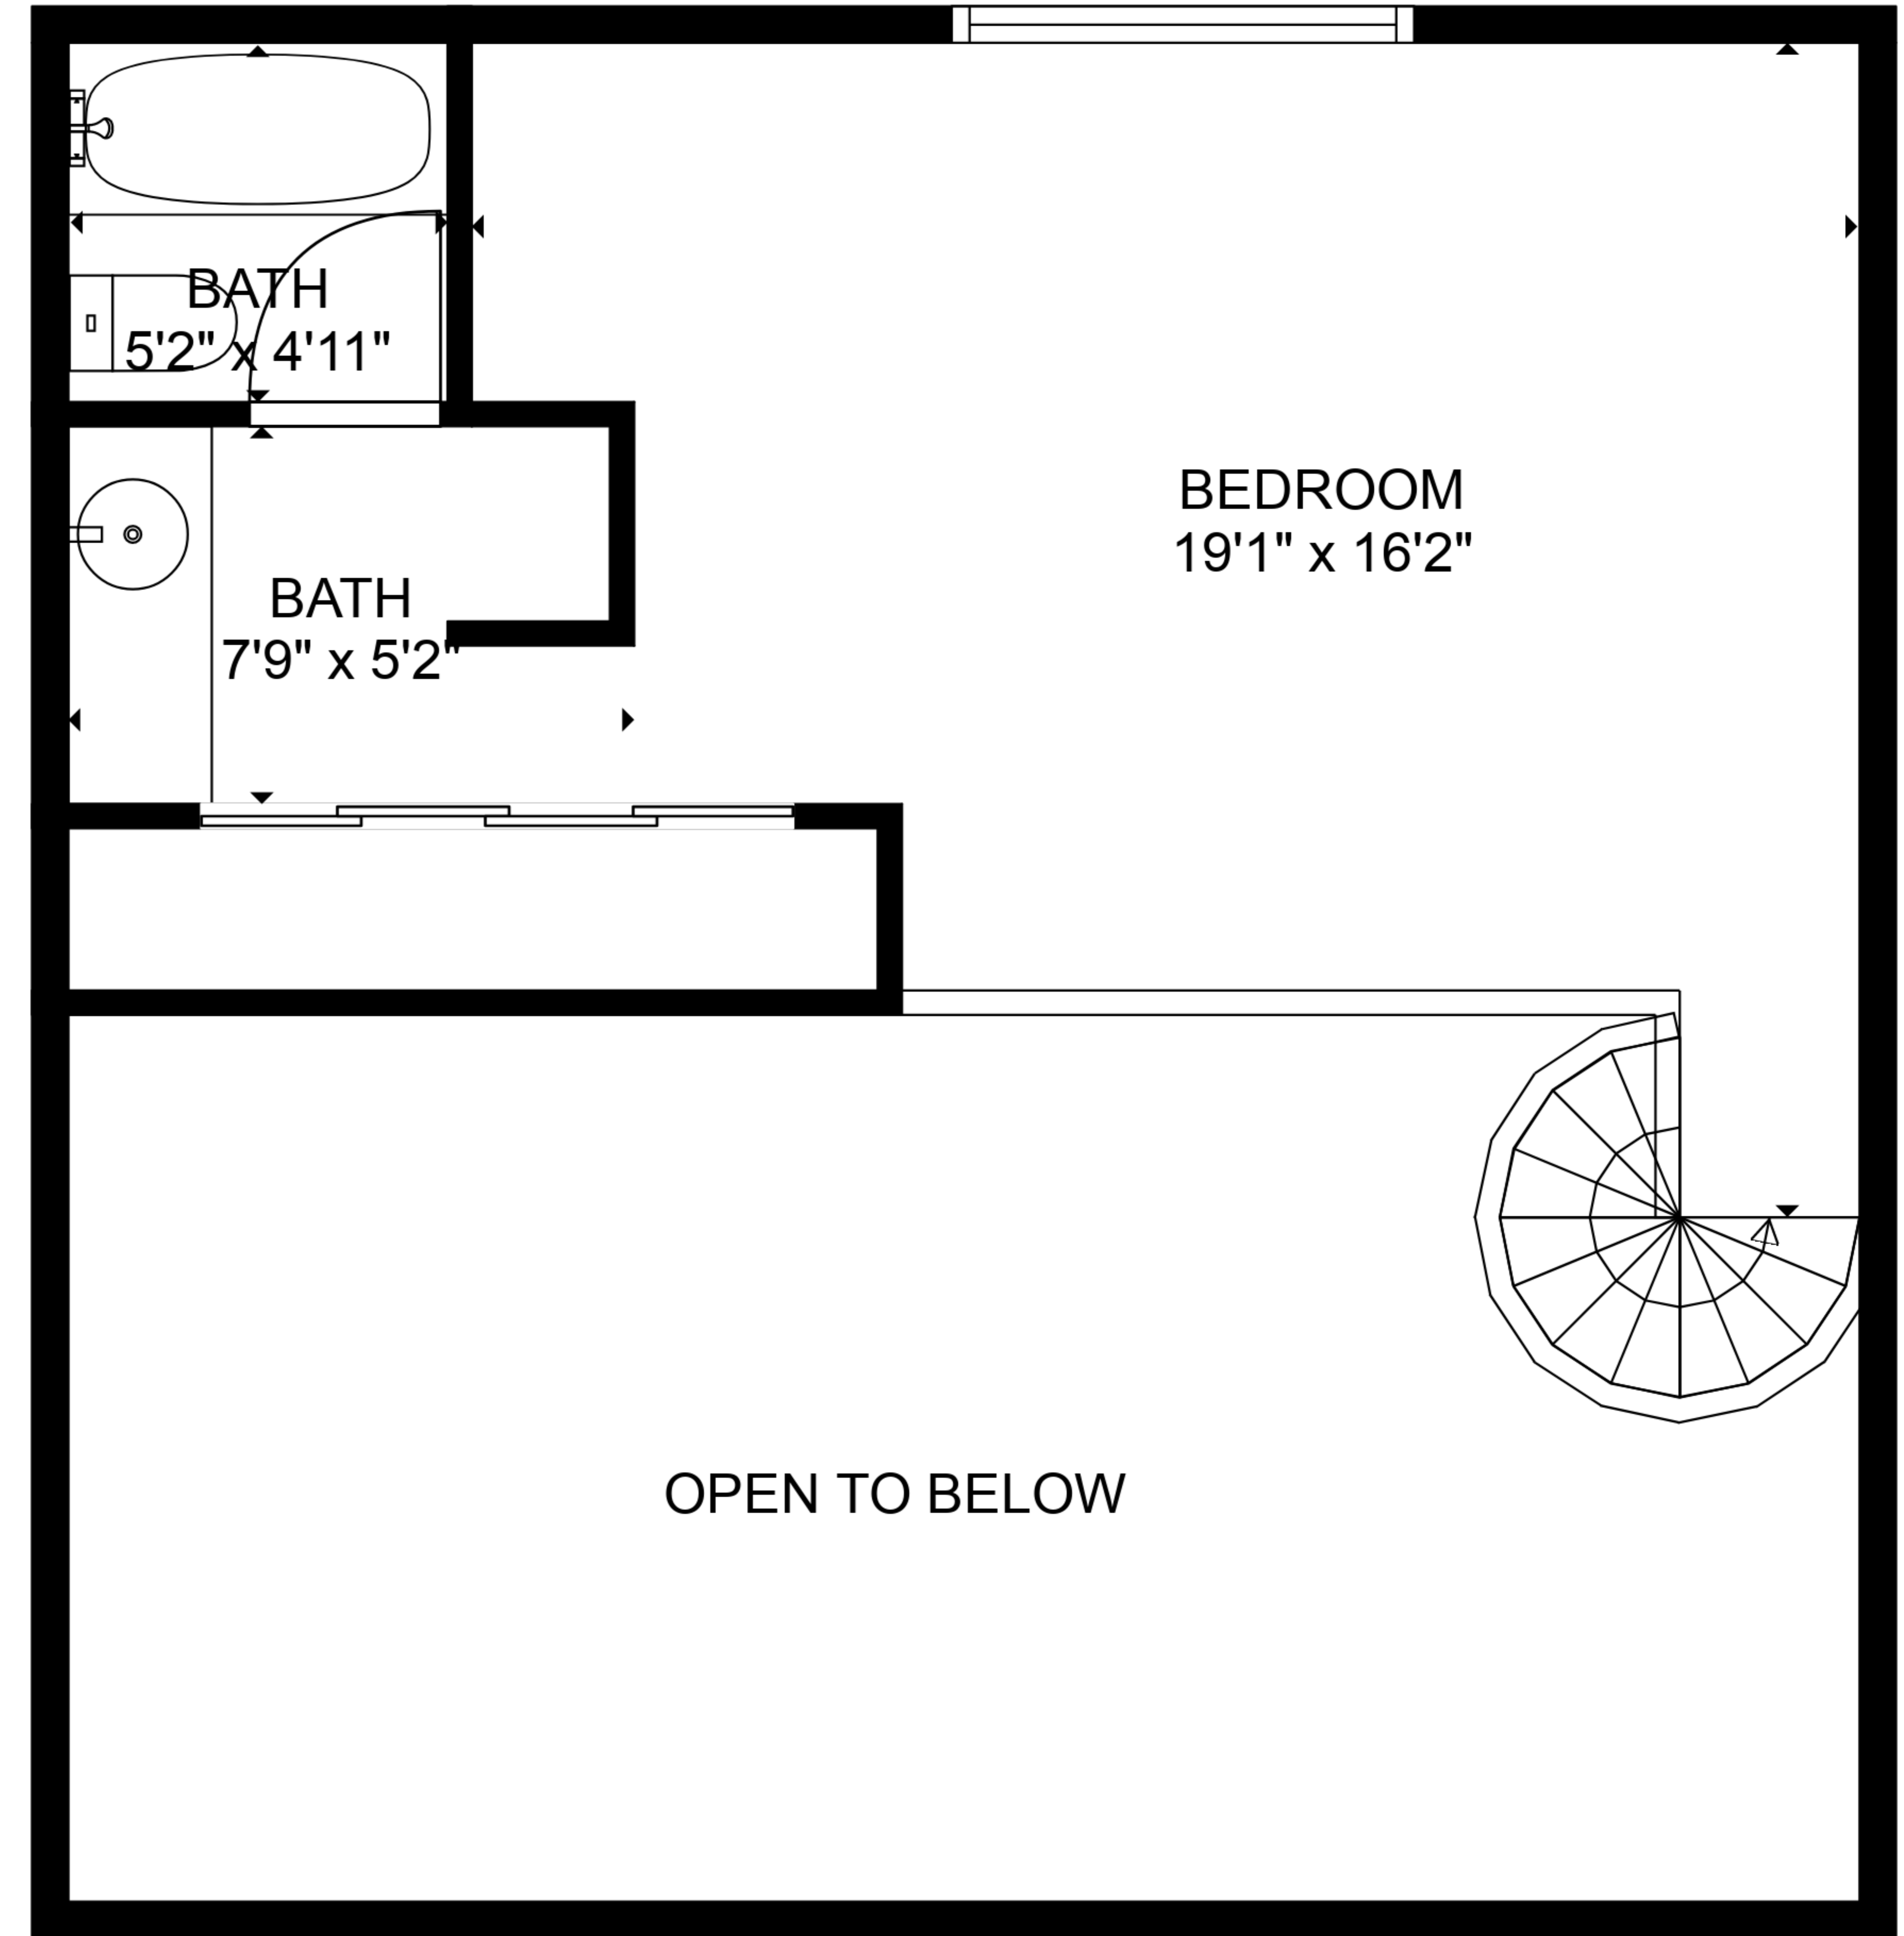 BATH
5'2" x 4'11"
BEDROOM
19'1" x 16'2"
BATH
7'9" x 5'2"
OPEN TO BELOW